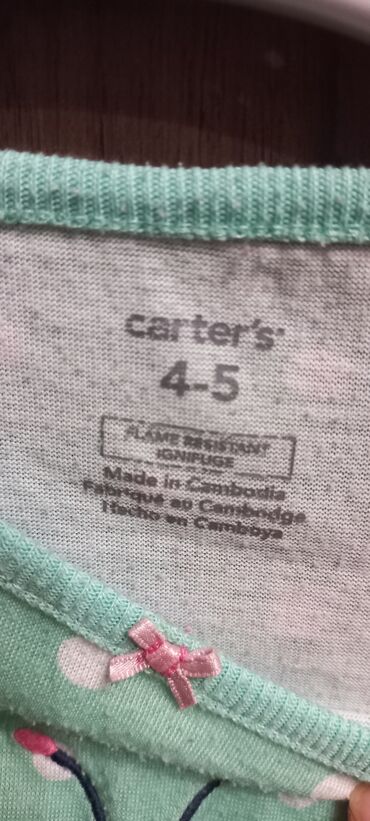 carter's
4-5
FLAME RESISTANT
IGNIFUGE
Made in Cambodia
Fabriqué au Cambodge
Hecho en Camboya